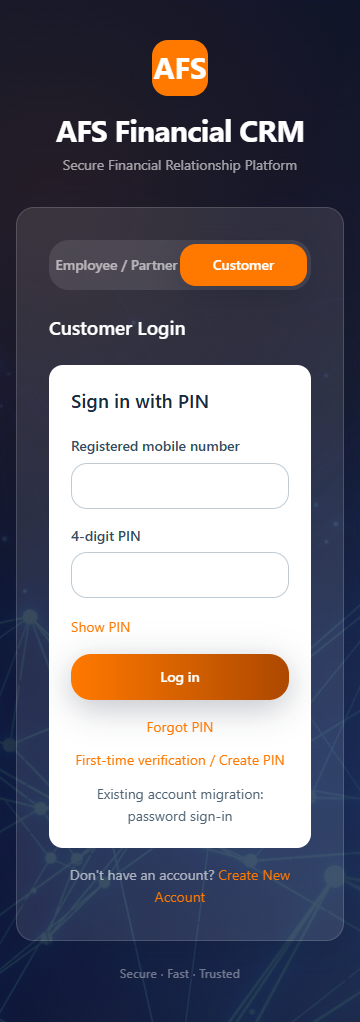 AFS
AFS Financial CRM
Secure Financial Relationship Platform
Employee / Partner
Customer
Customer Login
Sign in with PIN
Registered mobile number
4-digit PIN
Show PIN
Log in
Forgot PIN
First-time verification / Create PIN
Existing account migration:
password sign-in
Don't have an account? Create New
Account
Secure · Fast · Trusted